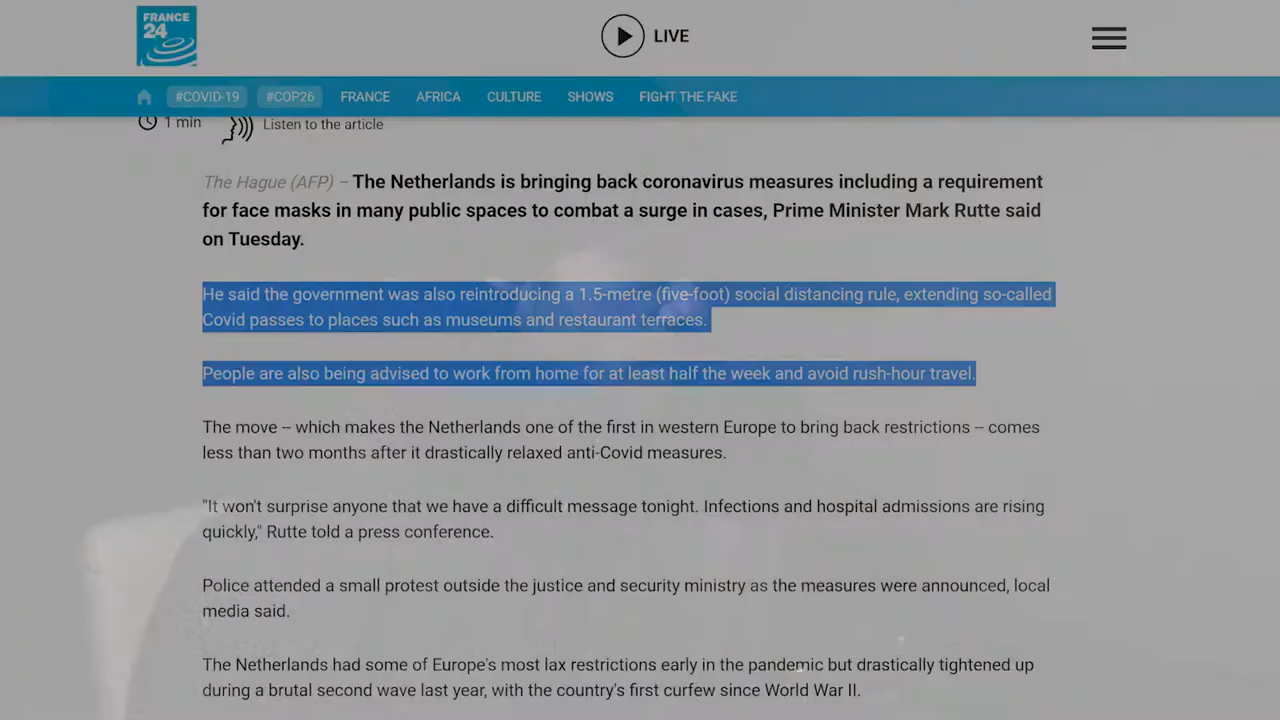 FRANCE
24
LIVE
#COVID-19 #COP26 FRANCE AFRICA CULTURE SHOWS FIGHT THE FAKE
1 min Listen to the article
The Hague (AFP) – The Netherlands is bringing back coronavirus measures including a requirement
for face masks in many public spaces to combat a surge in cases, Prime Minister Mark Rutte said
on Tuesday.
He said the government was also reintroducing a 1.5-metre (five-foot) social distancing rule, extending so-called
Covid passes to places such as museums and restaurant terraces.
People are also being advised to work from home for at least half the week and avoid rush-hour travel.
The move -- which makes the Netherlands one of the first in western Europe to bring back restrictions -- comes
less than two months after it drastically relaxed anti-Covid measures.
"It won't surprise anyone that we have a difficult message tonight. Infections and hospital admissions are rising
quickly," Rutte told a press conference.
Police attended a small protest outside the justice and security ministry as the measures were announced, local
media said.
The Netherlands had some of Europe's most lax restrictions early in the pandemic but drastically tightened up
during a brutal second wave last year, with the country's first curfew since World War II.